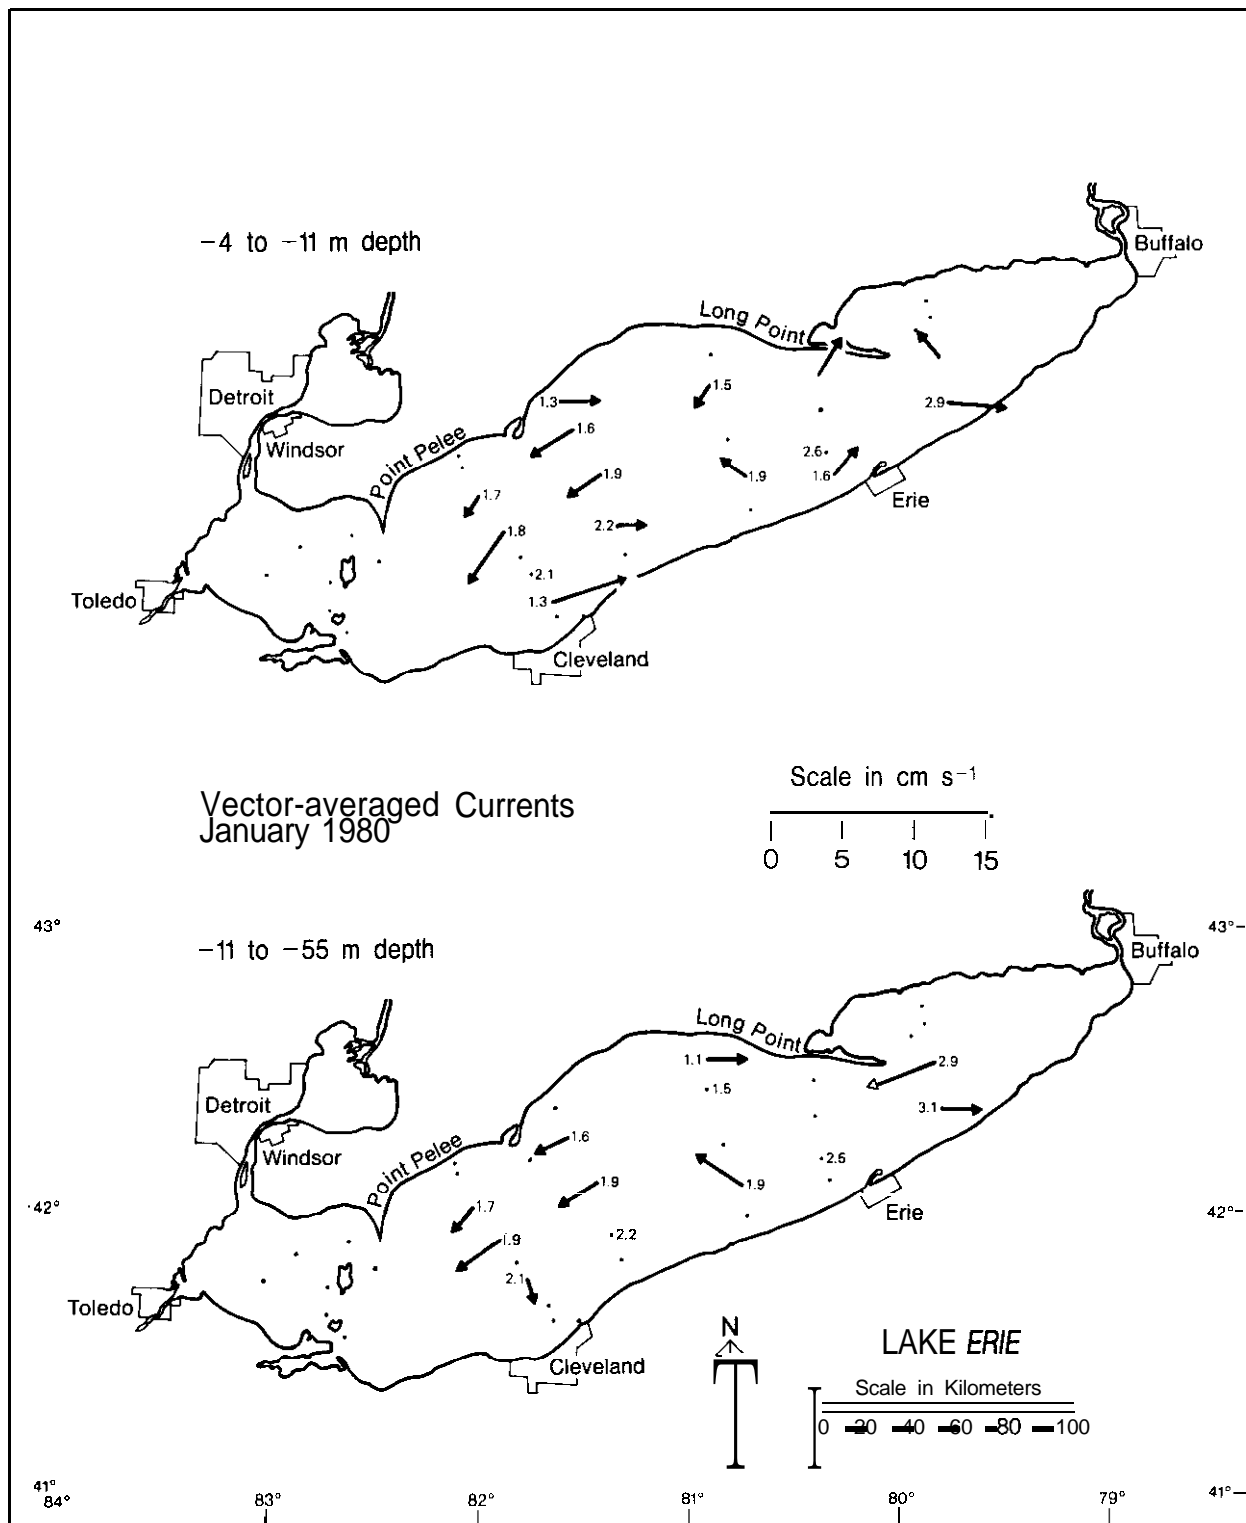 −4 to −11 m depth
Buffalo
Long Point
Detroit
Windsor
Point Pelee
Toledo
Cleveland
Erie
1.3
1.5
1.6
2.9
1.9
1.7
1.9
2.6
1.6
1.8
2.2
2.1
1.3
Vector-averaged Currents
January 1980
Scale in cm s⁻¹
0 5 10 15
43° 43°
−11 to −55 m depth
Buffalo
Long Point
Detroit
Windsor
Point Pelee
Toledo
Cleveland
Erie
1.1
2.9
1.5
3.1
1.6
2.5
1.9
1.9
1.7
1.9
2.2
2.1
42° 42°
N
LAKE ERIE
Scale in Kilometers
0 20 40 60 80 100
41° 41°
84° 83° 82° 81° 80° 79°